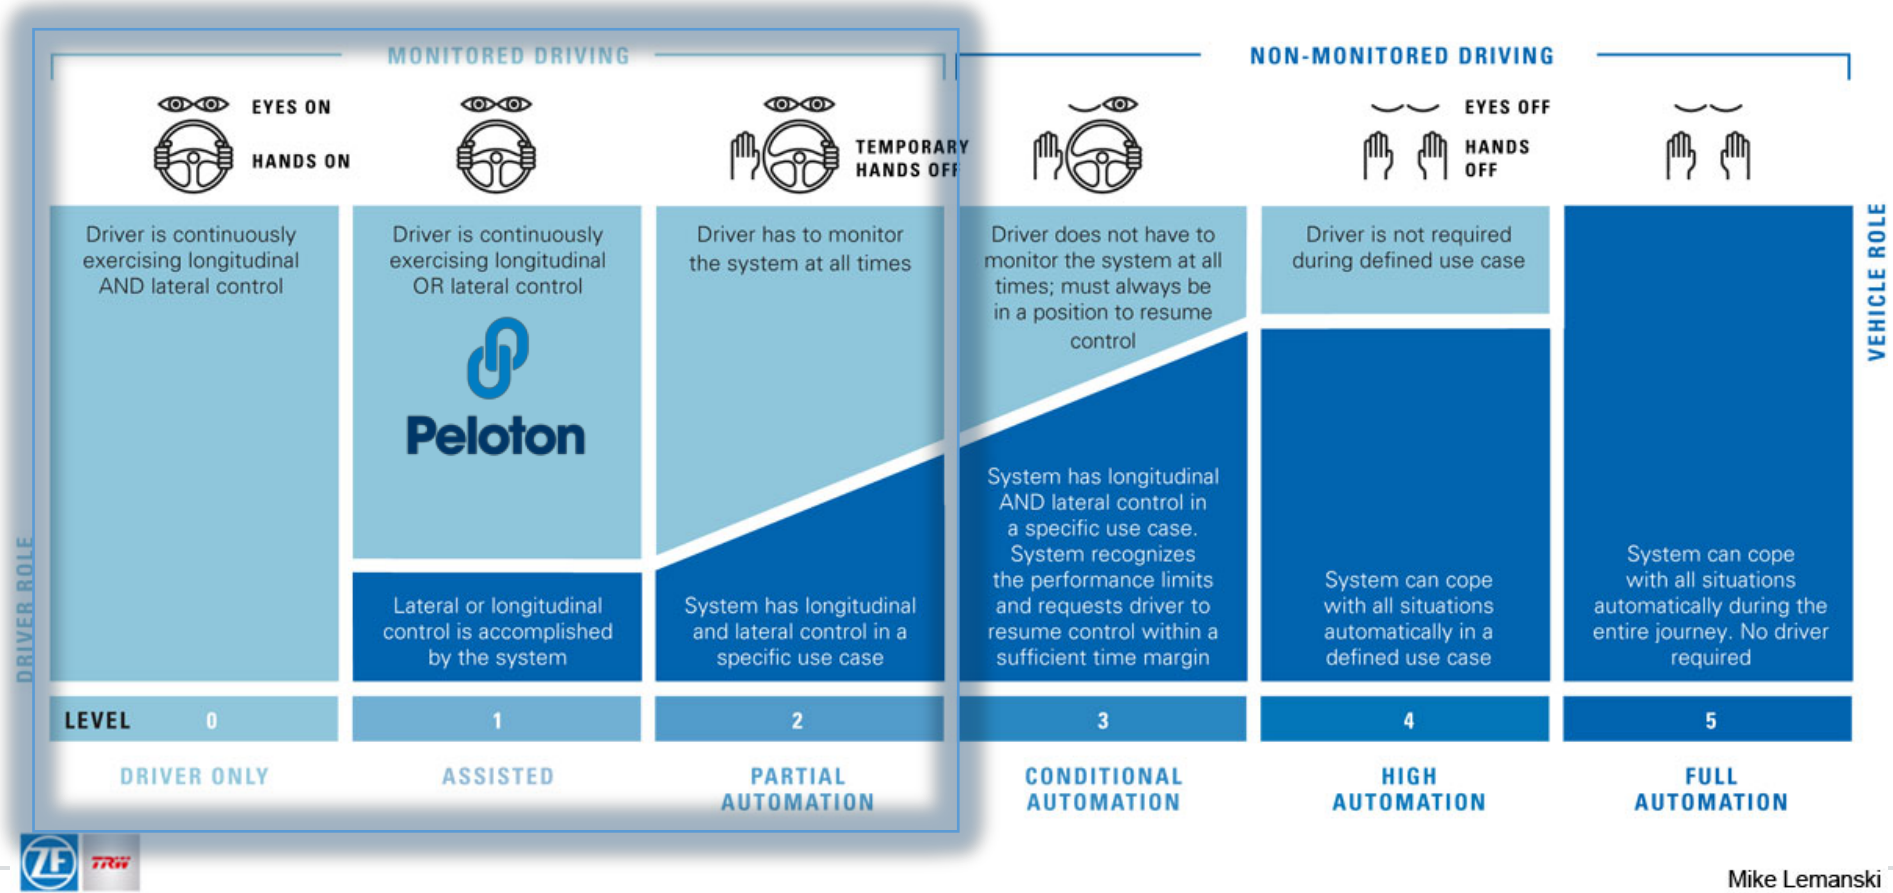 MONITORED DRIVING
NON-MONITORED DRIVING
EYES ON
HANDS ON
TEMPORARY
HANDS OFF
EYES OFF
HANDS
OFF
Driver is continuously
exercising longitudinal
AND lateral control
Driver is continuously
exercising longitudinal
OR lateral control
Peloton
Driver has to monitor
the system at all times
Driver does not have to
monitor the system at all
times; must always be
in a position to resume
control
Driver is not required
during defined use case
VEHICLE ROLE
DRIVER ROLE
Lateral or longitudinal
control is accomplished
by the system
System has longitudinal
and lateral control in a
specific use case
System has longitudinal
AND lateral control in
a specific use case.
System recognizes
the performance limits
and requests driver to
resume control within a
sufficient time margin
System can cope
with all situations
automatically in a
defined use case
System can cope
with all situations
automatically during the
entire journey. No driver
required
LEVEL 0 1 2 3 4 5
DRIVER ONLY
ASSISTED
PARTIAL
AUTOMATION
CONDITIONAL
AUTOMATION
HIGH
AUTOMATION
FULL
AUTOMATION
ZF
TRW
Mike Lemanski